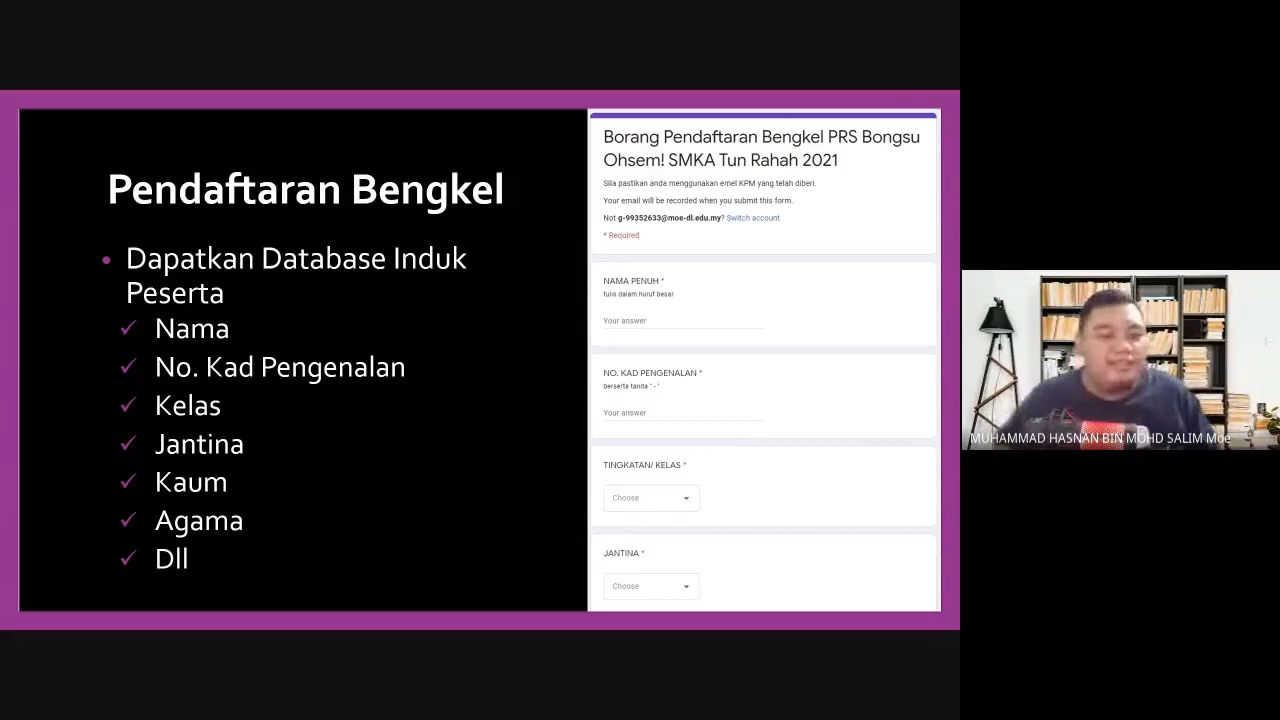 Pendaftaran Bengkel
Dapatkan Database Induk
Peserta
Nama
No. Kad Pengenalan
Kelas
Jantina
Kaum
Agama
Dll
Borang Pendaftaran Bengkel PRS Bongsu
Ohsem! SMKA Tun Rahah 2021
Sila pastikan anda menggunakan emel KPM yang telah diberi.
Your email will be recorded when you submit this form.
Not g-99352633@moe-dl.edu.my? Switch account
* Required
NAMA PENUH *
tulis dalam huruf besar
Your answer
NO. KAD PENGENALAN *
berserta tanda ' - '
Your answer
TINGKATAN/ KELAS *
Choose
JANTINA *
Choose
MUHAMMAD HASNAN BIN MOHD SALIM Moe